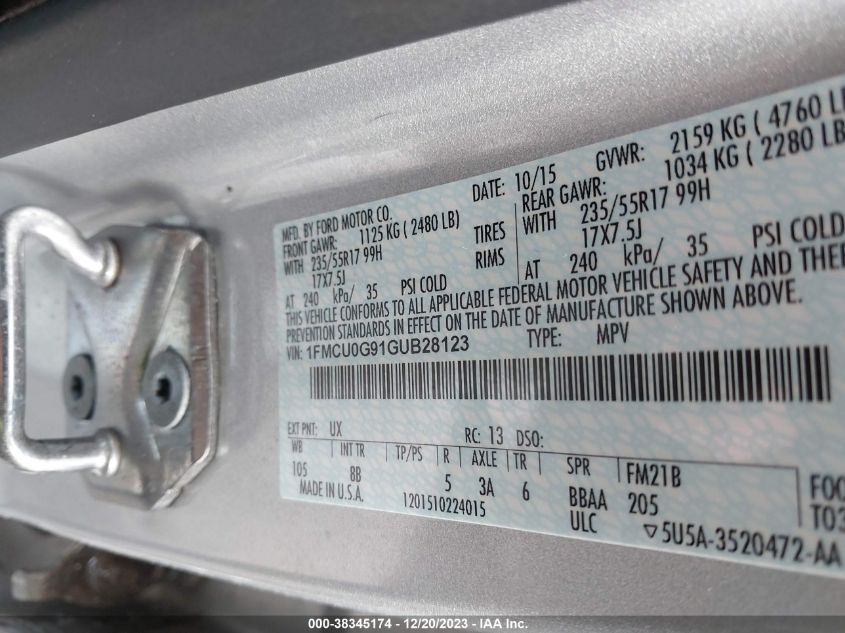 MFD. BY FORD MOTOR CO. DATE: 10/15 GVWR: 2159 KG ( 4760 L
FRONT GAWR: 1125 KG ( 2480 LB) REAR GAWR: 1034 KG ( 2280 LB
WITH 235/55R17 99H TIRES WITH 235/55R17 99H
17X7.5J RIMS 17X7.5J
AT 240 kPa/ 35 PSI COLD AT 240 kPa/ 35 PSI COLD
THIS VEHICLE CONFORMS TO ALL APPLICABLE FEDERAL MOTOR VEHICLE SAFETY AND THEF
PREVENTION STANDARDS IN EFFECT ON THE DATE OF MANUFACTURE SHOWN ABOVE.
VIN: 1FMCU0G91GUB28123 TYPE: MPV
EXT PNT: UX RC: 13 DSO:
WB INT TR TP/PS R AXLE TR SPR FM21B
105 8B 5 3A 6 BBAA 205 FOO
MADE IN U.S.A. 1201510224015 ULC ▽5U5A-3520472-AA TO3
000-38345174 - 12/20/2023 - IAA Inc.